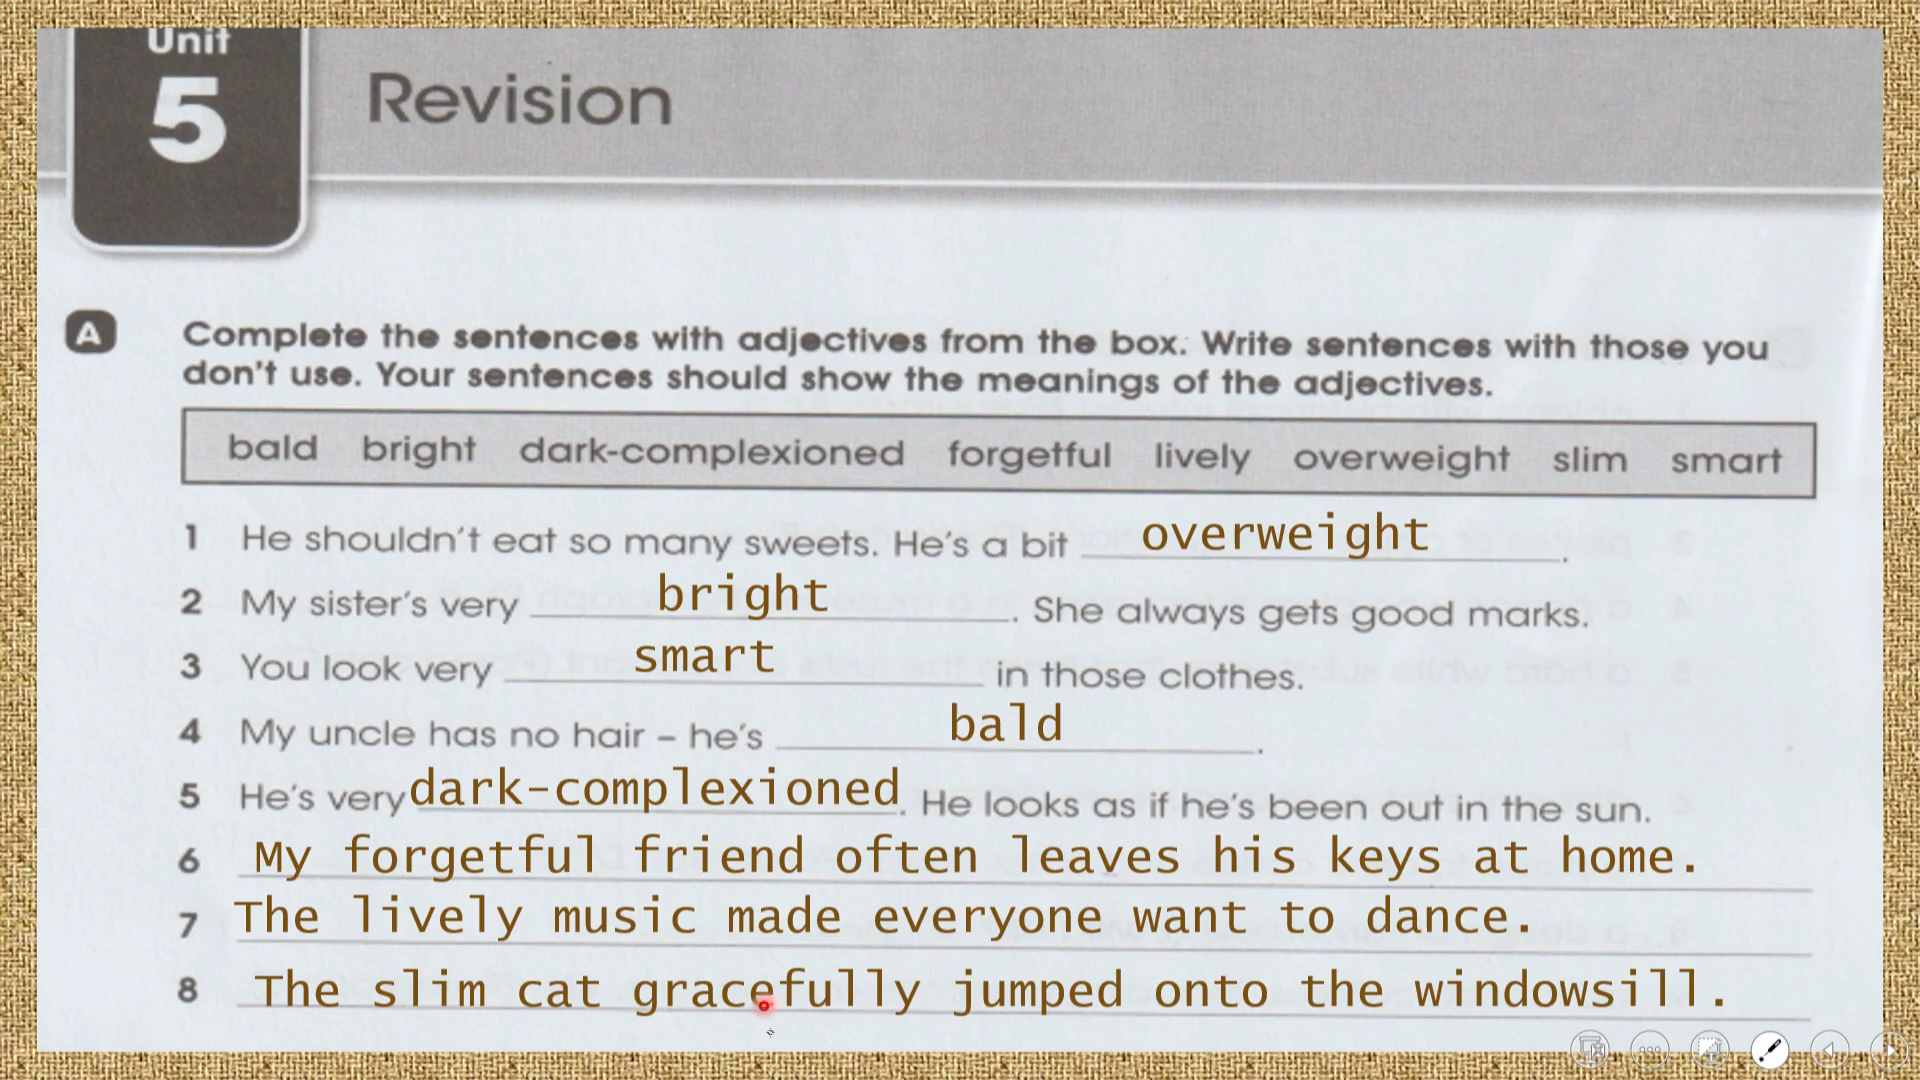 Unit
5
Revision
A Complete the sentences with adjectives from the box. Write sentences with those you
don't use. Your sentences should show the meanings of the adjectives.
bald bright dark-complexioned forgetful lively overweight slim smart
1 He shouldn't eat so many sweets. He's a bit overweight.
2 My sister's very bright. She always gets good marks.
3 You look very smart in those clothes.
4 My uncle has no hair – he's bald.
5 He's very dark-complexioned. He looks as if he's been out in the sun.
6 My forgetful friend often leaves his keys at home.
7 The lively music made everyone want to dance.
8 The slim cat gracefully jumped onto the windowsill.